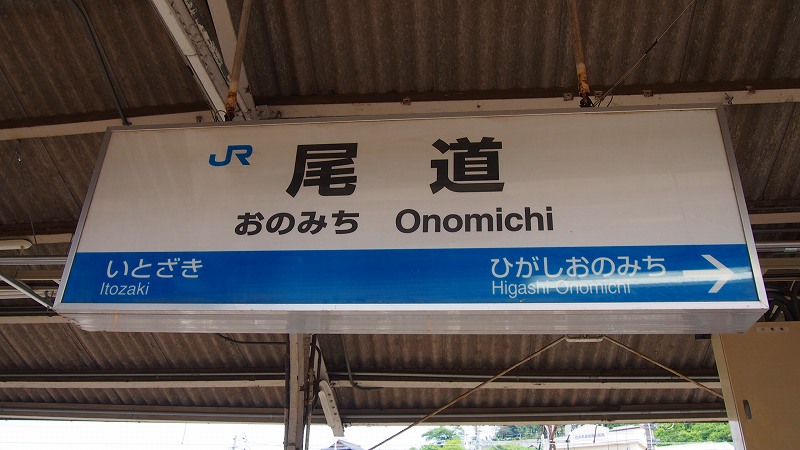 JR 尾道
おのみち Onomichi
いとざき ひがしおのみち
Itozaki Higashi-Onomichi